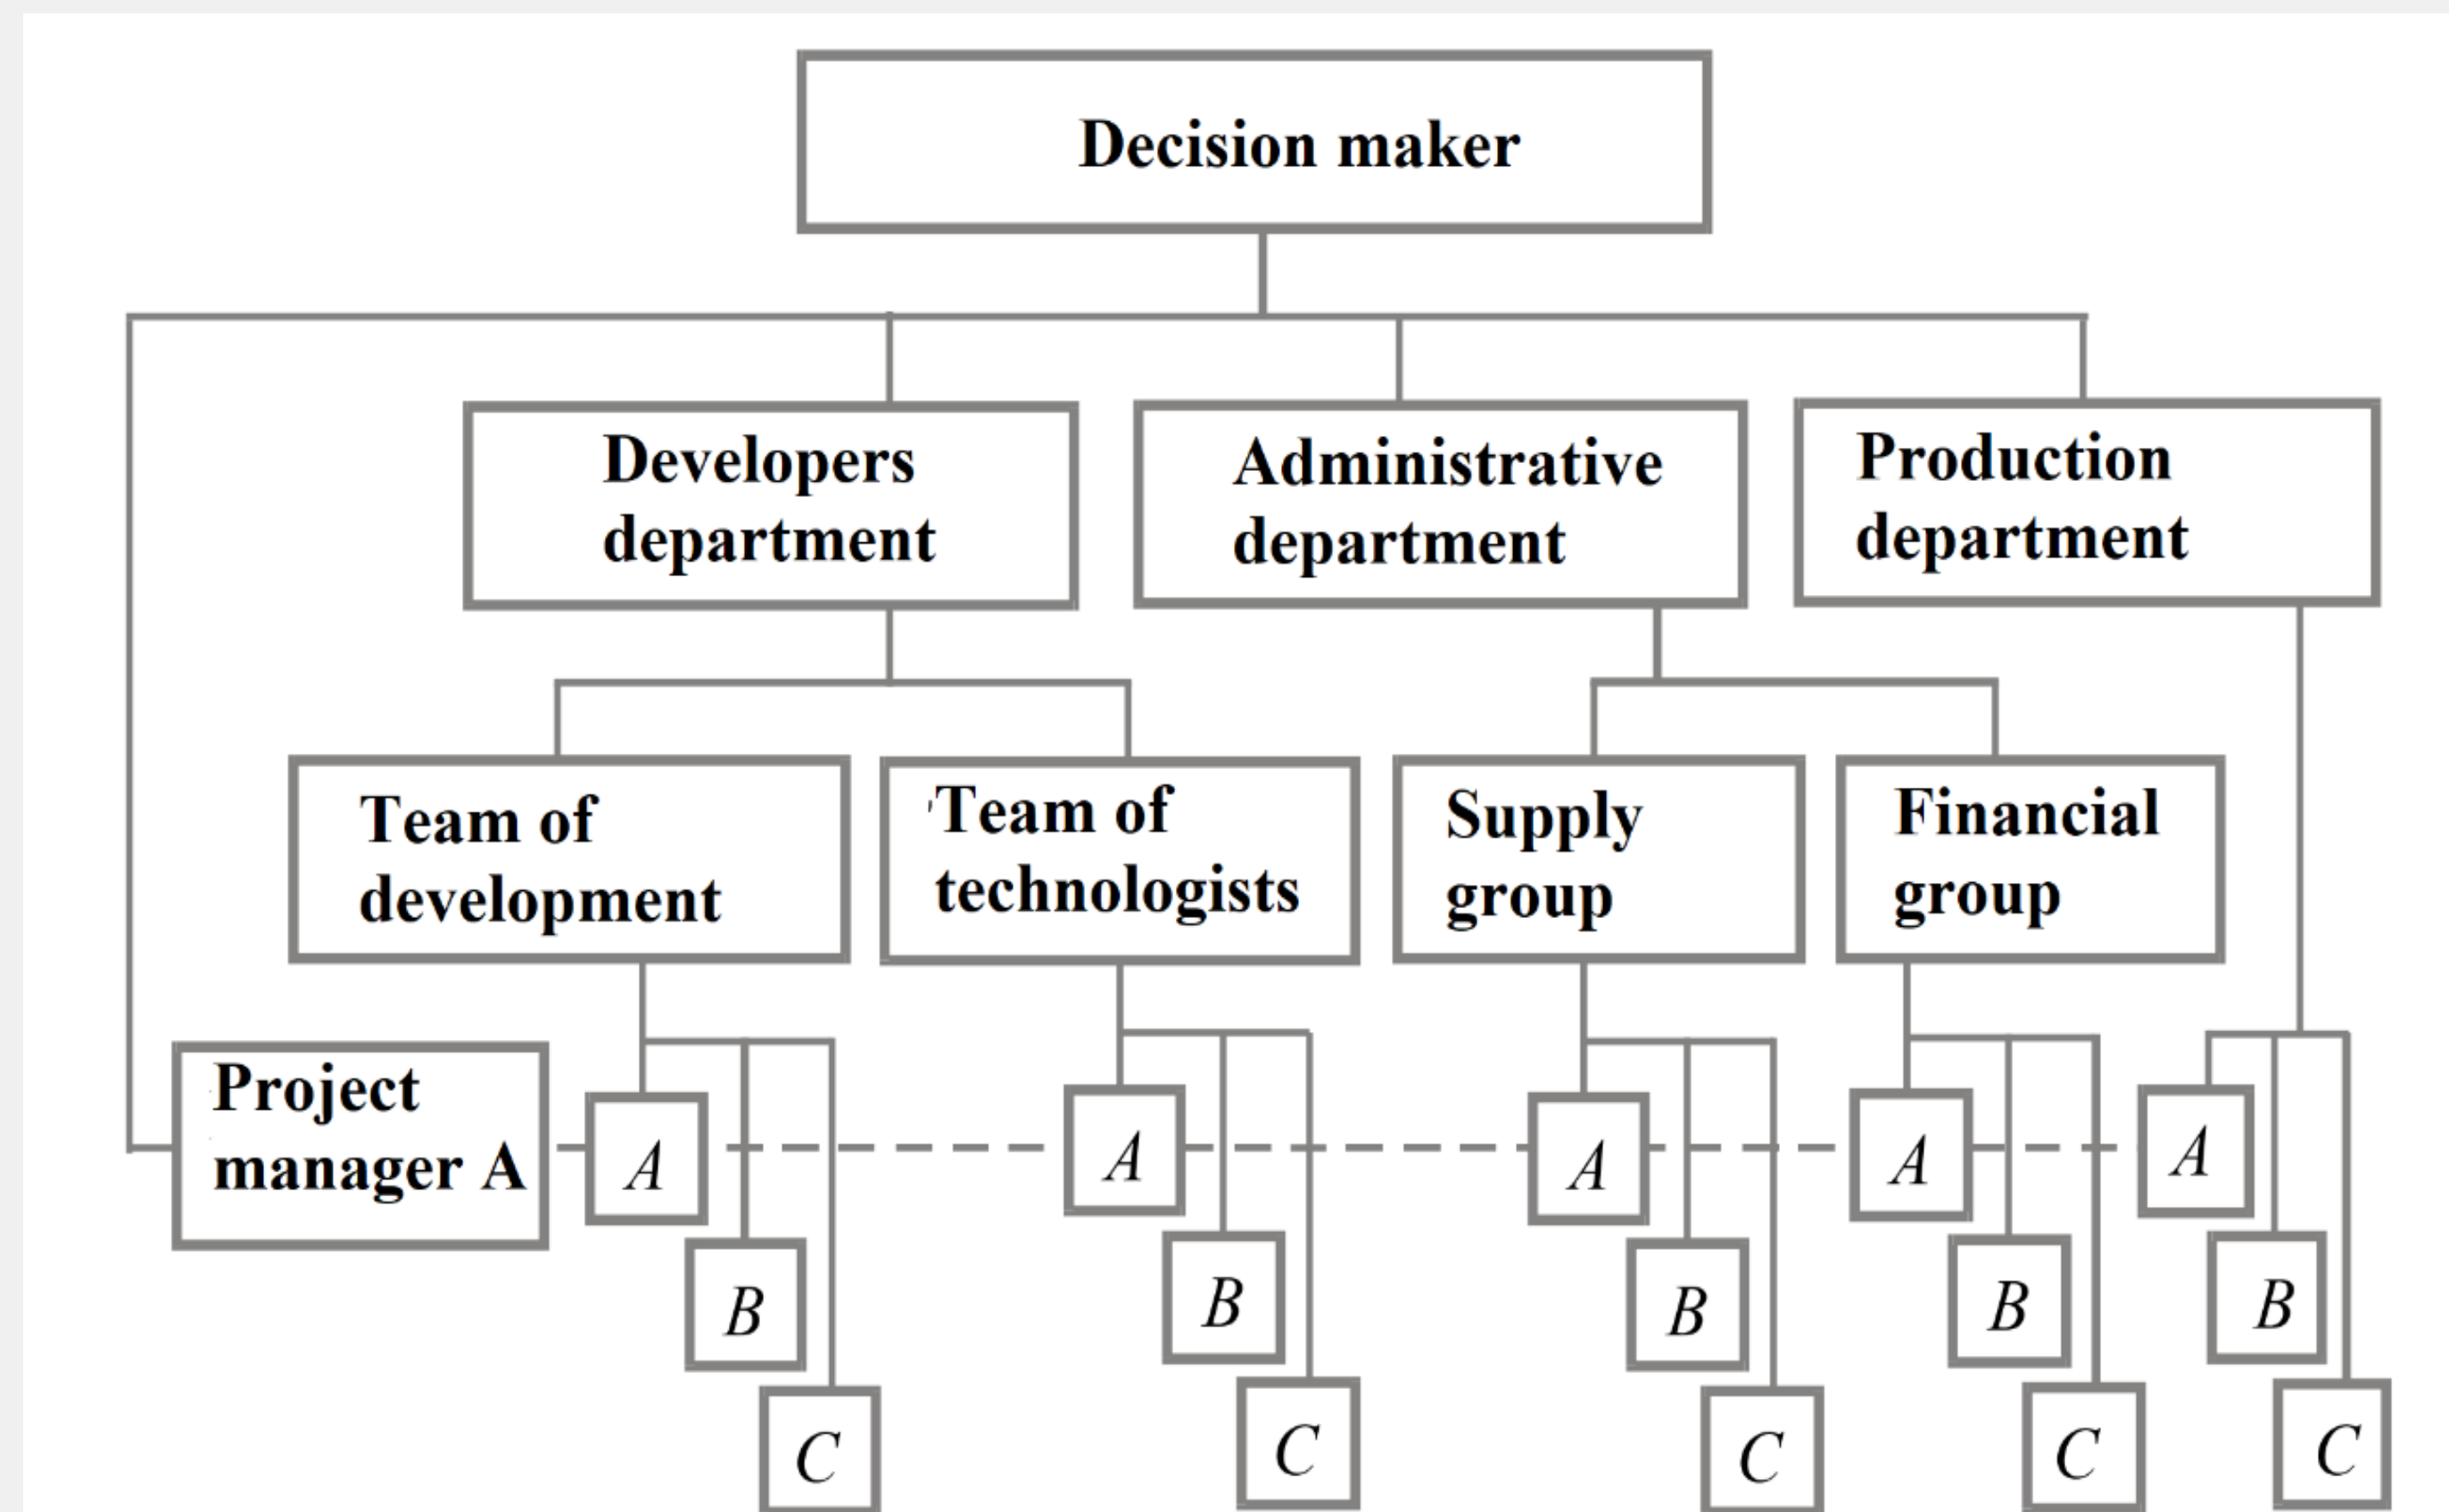 Decision maker
Developers
department
Administrative
department
Production
department
Team of
development
Team of
technologists
Supply
group
Financial
group
Project
manager A
A
A
A
A
A
B
B
B
B
B
C
C
C
C
C